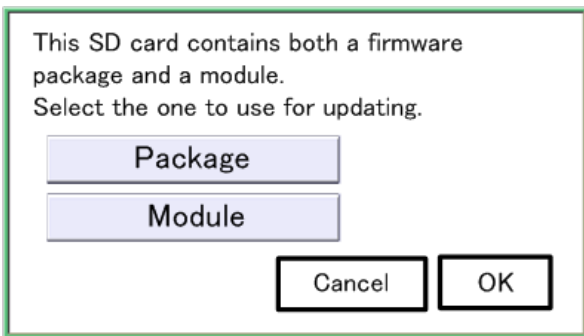 This SD card contains both a firmware
package and a module.
Select the one to use for updating.
Package
Module
Cancel OK